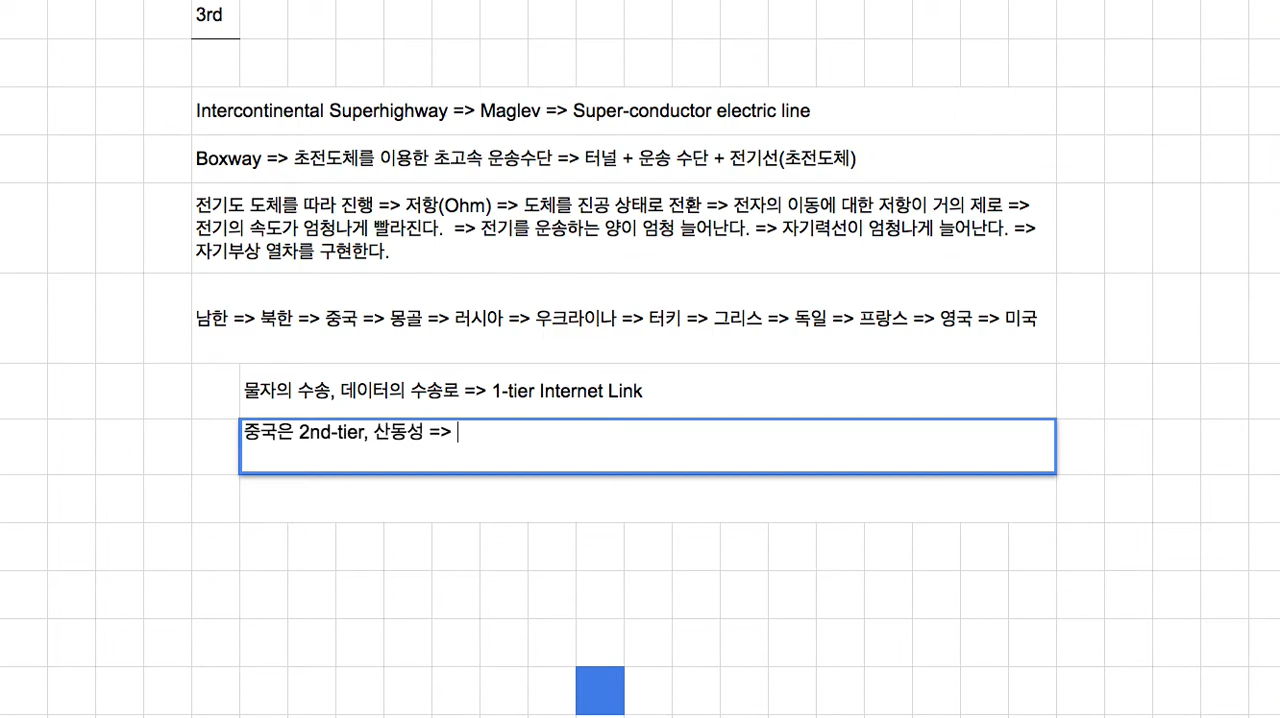 3rd
Intercontinental Superhighway => Maglev => Super-conductor electric line
Boxway => 초전도체를 이용한 초고속 운송수단 => 터널 + 운송 수단 + 전기선(초전도체)
전기도 도체를 따라 진행 => 저항(Ohm) => 도체를 진공 상태로 전환 => 전자의 이동에 대한 저항이 거의 제로 =>
전기의 속도가 엄청나게 빨라진다.  => 전기를 운송하는 양이 엄청 늘어난다. => 자기력선이 엄청나게 늘어난다. =>
자기부상 열차를 구현한다.
남한 => 북한 => 중국 => 몽골 => 러시아 => 우크라이나 => 터키 => 그리스 => 독일 => 프랑스 => 영국 => 미국
물자의 수송, 데이터의 수송로 => 1-tier Internet Link
중국은 2nd-tier, 산동성 =>